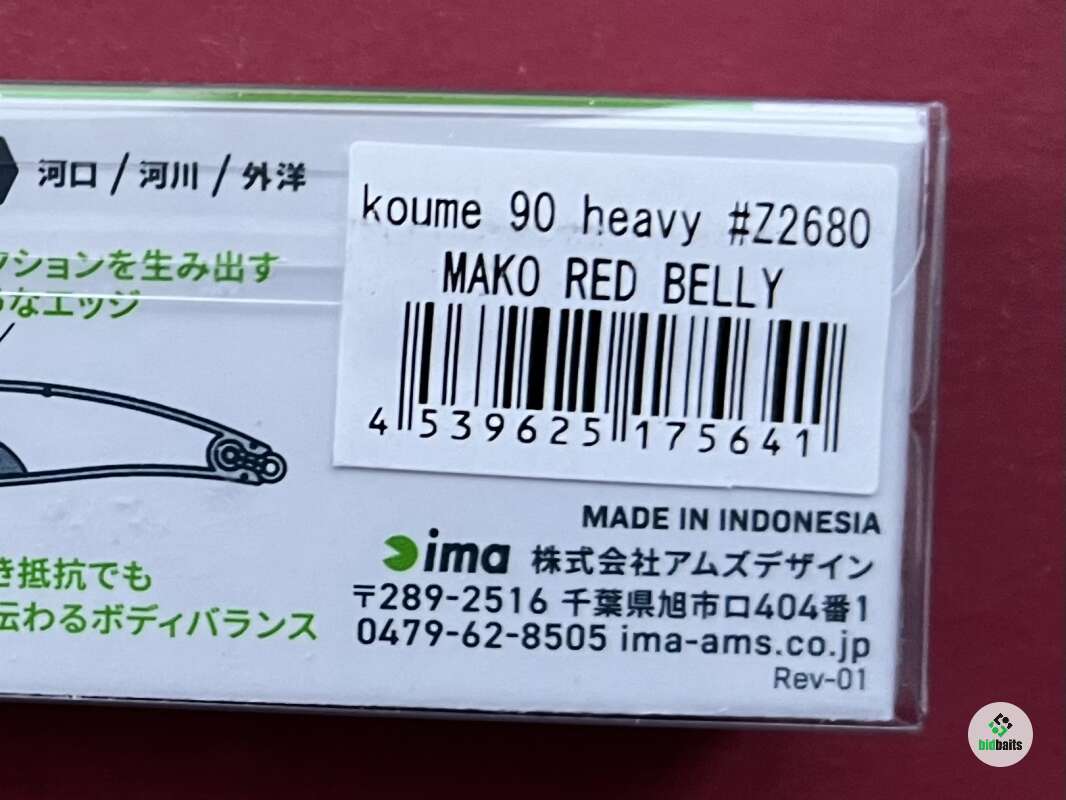 河口 / 河川 / 外洋
クションを生み出す
なエッジ
koume 90 heavy #Z2680
MAKO RED BELLY
4 539625 175641
き抵抗でも
伝わるボディバランス
MADE IN INDONESIA
ima 株式会社アムズデザイン
〒289-2516 千葉県旭市ロ404番1
0479-62-8505 ima-ams.co.jp
Rev-01
bidbaits